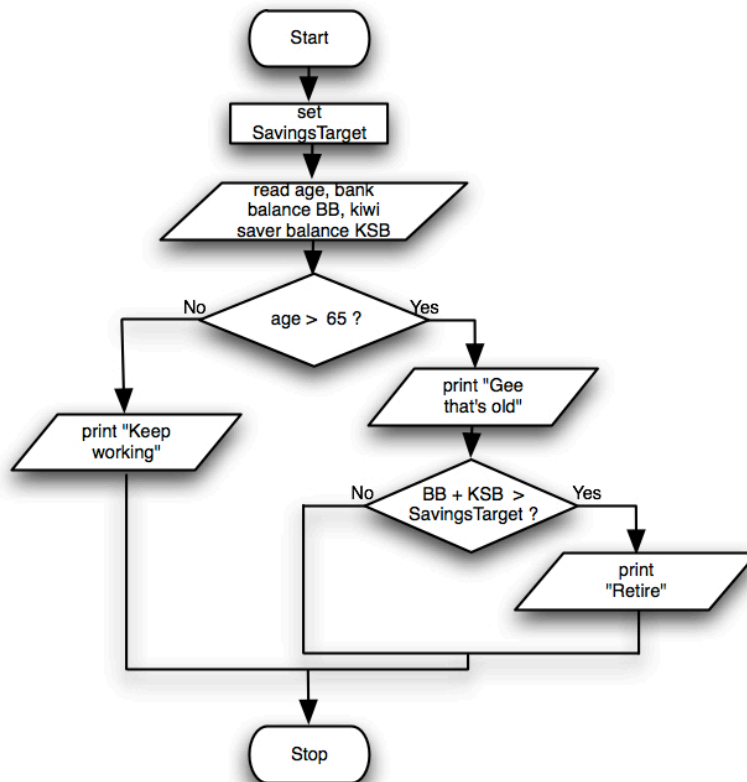 Start
set
SavingsTarget
read age, bank
balance BB, kiwi
saver balance KSB
No
age > 65 ?
Yes
print "Gee
that's old"
print "Keep
working"
No
BB + KSB >
SavingsTarget ?
Yes
print
"Retire"
Stop